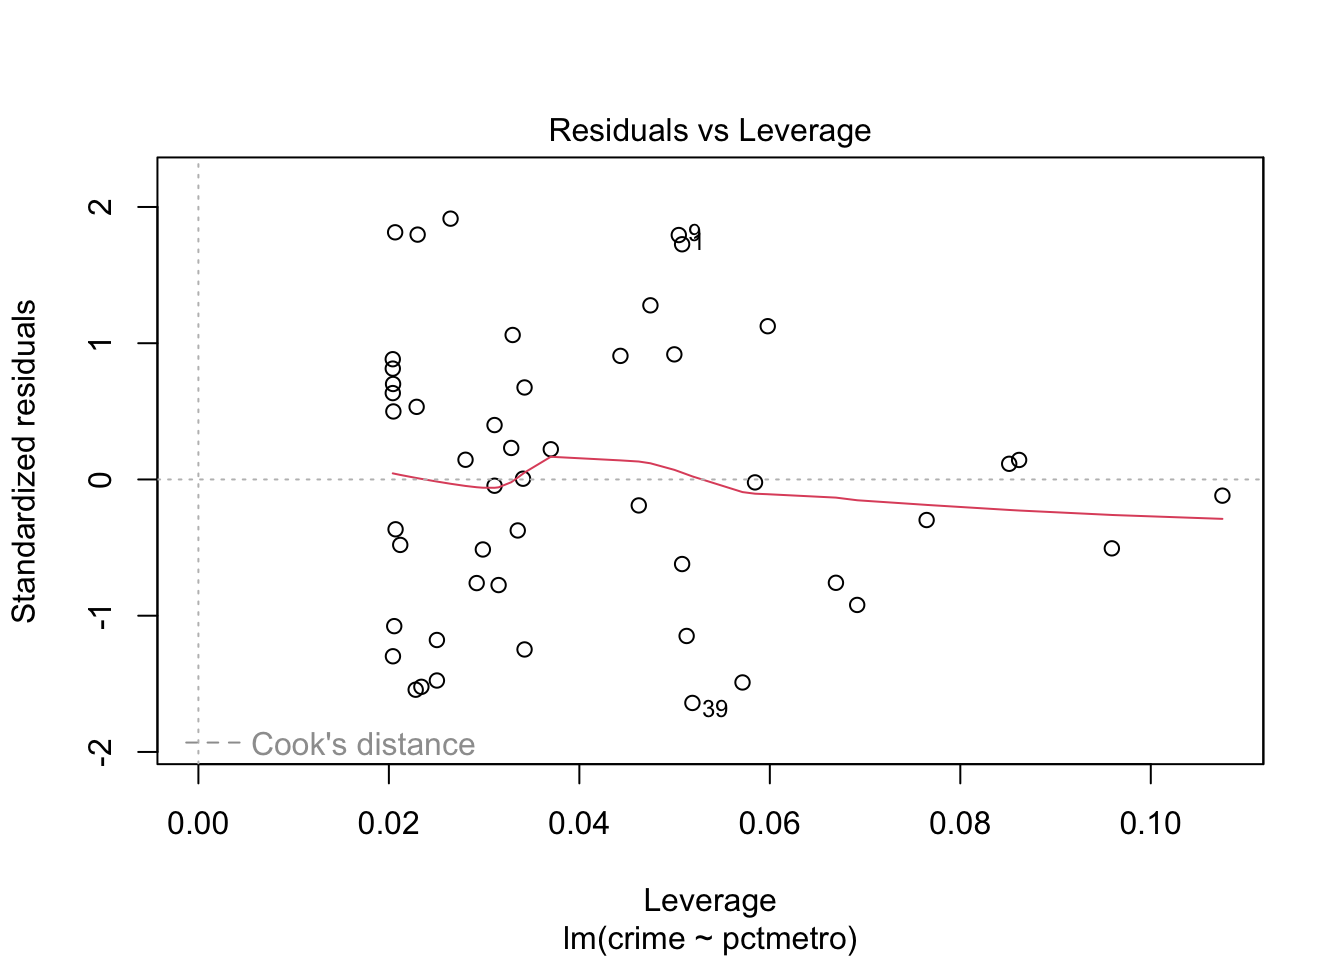 Residuals vs Leverage
Standardized residuals
2
1
0
-1
-2
9
1
39
Cook's distance
0.00 0.02 0.04 0.06 0.08 0.10
Leverage
lm(crime ~ pctmetro)